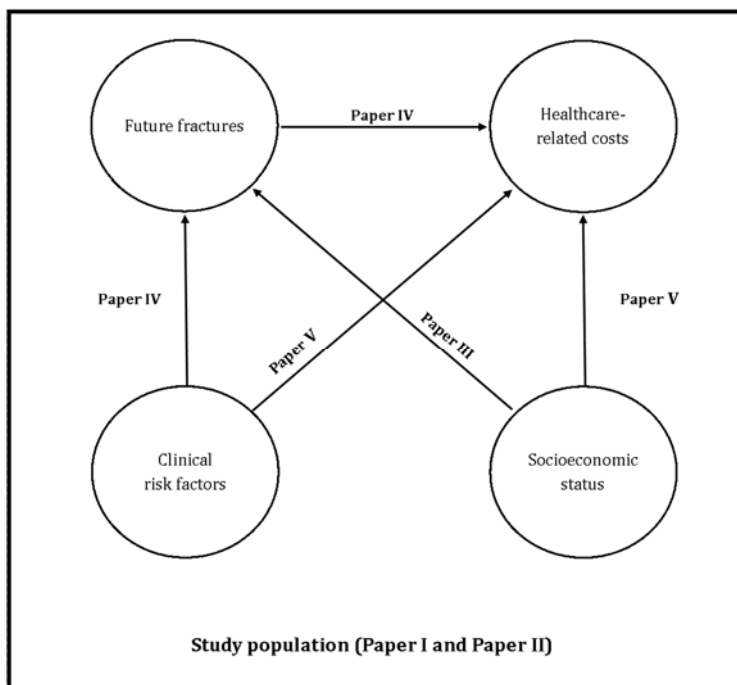 Future fractures
Paper IV
Healthcare-
related costs
Paper IV
Paper V
Paper III
Paper V
Clinical
risk factors
Socioeconomic
status
Study population (Paper I and Paper II)